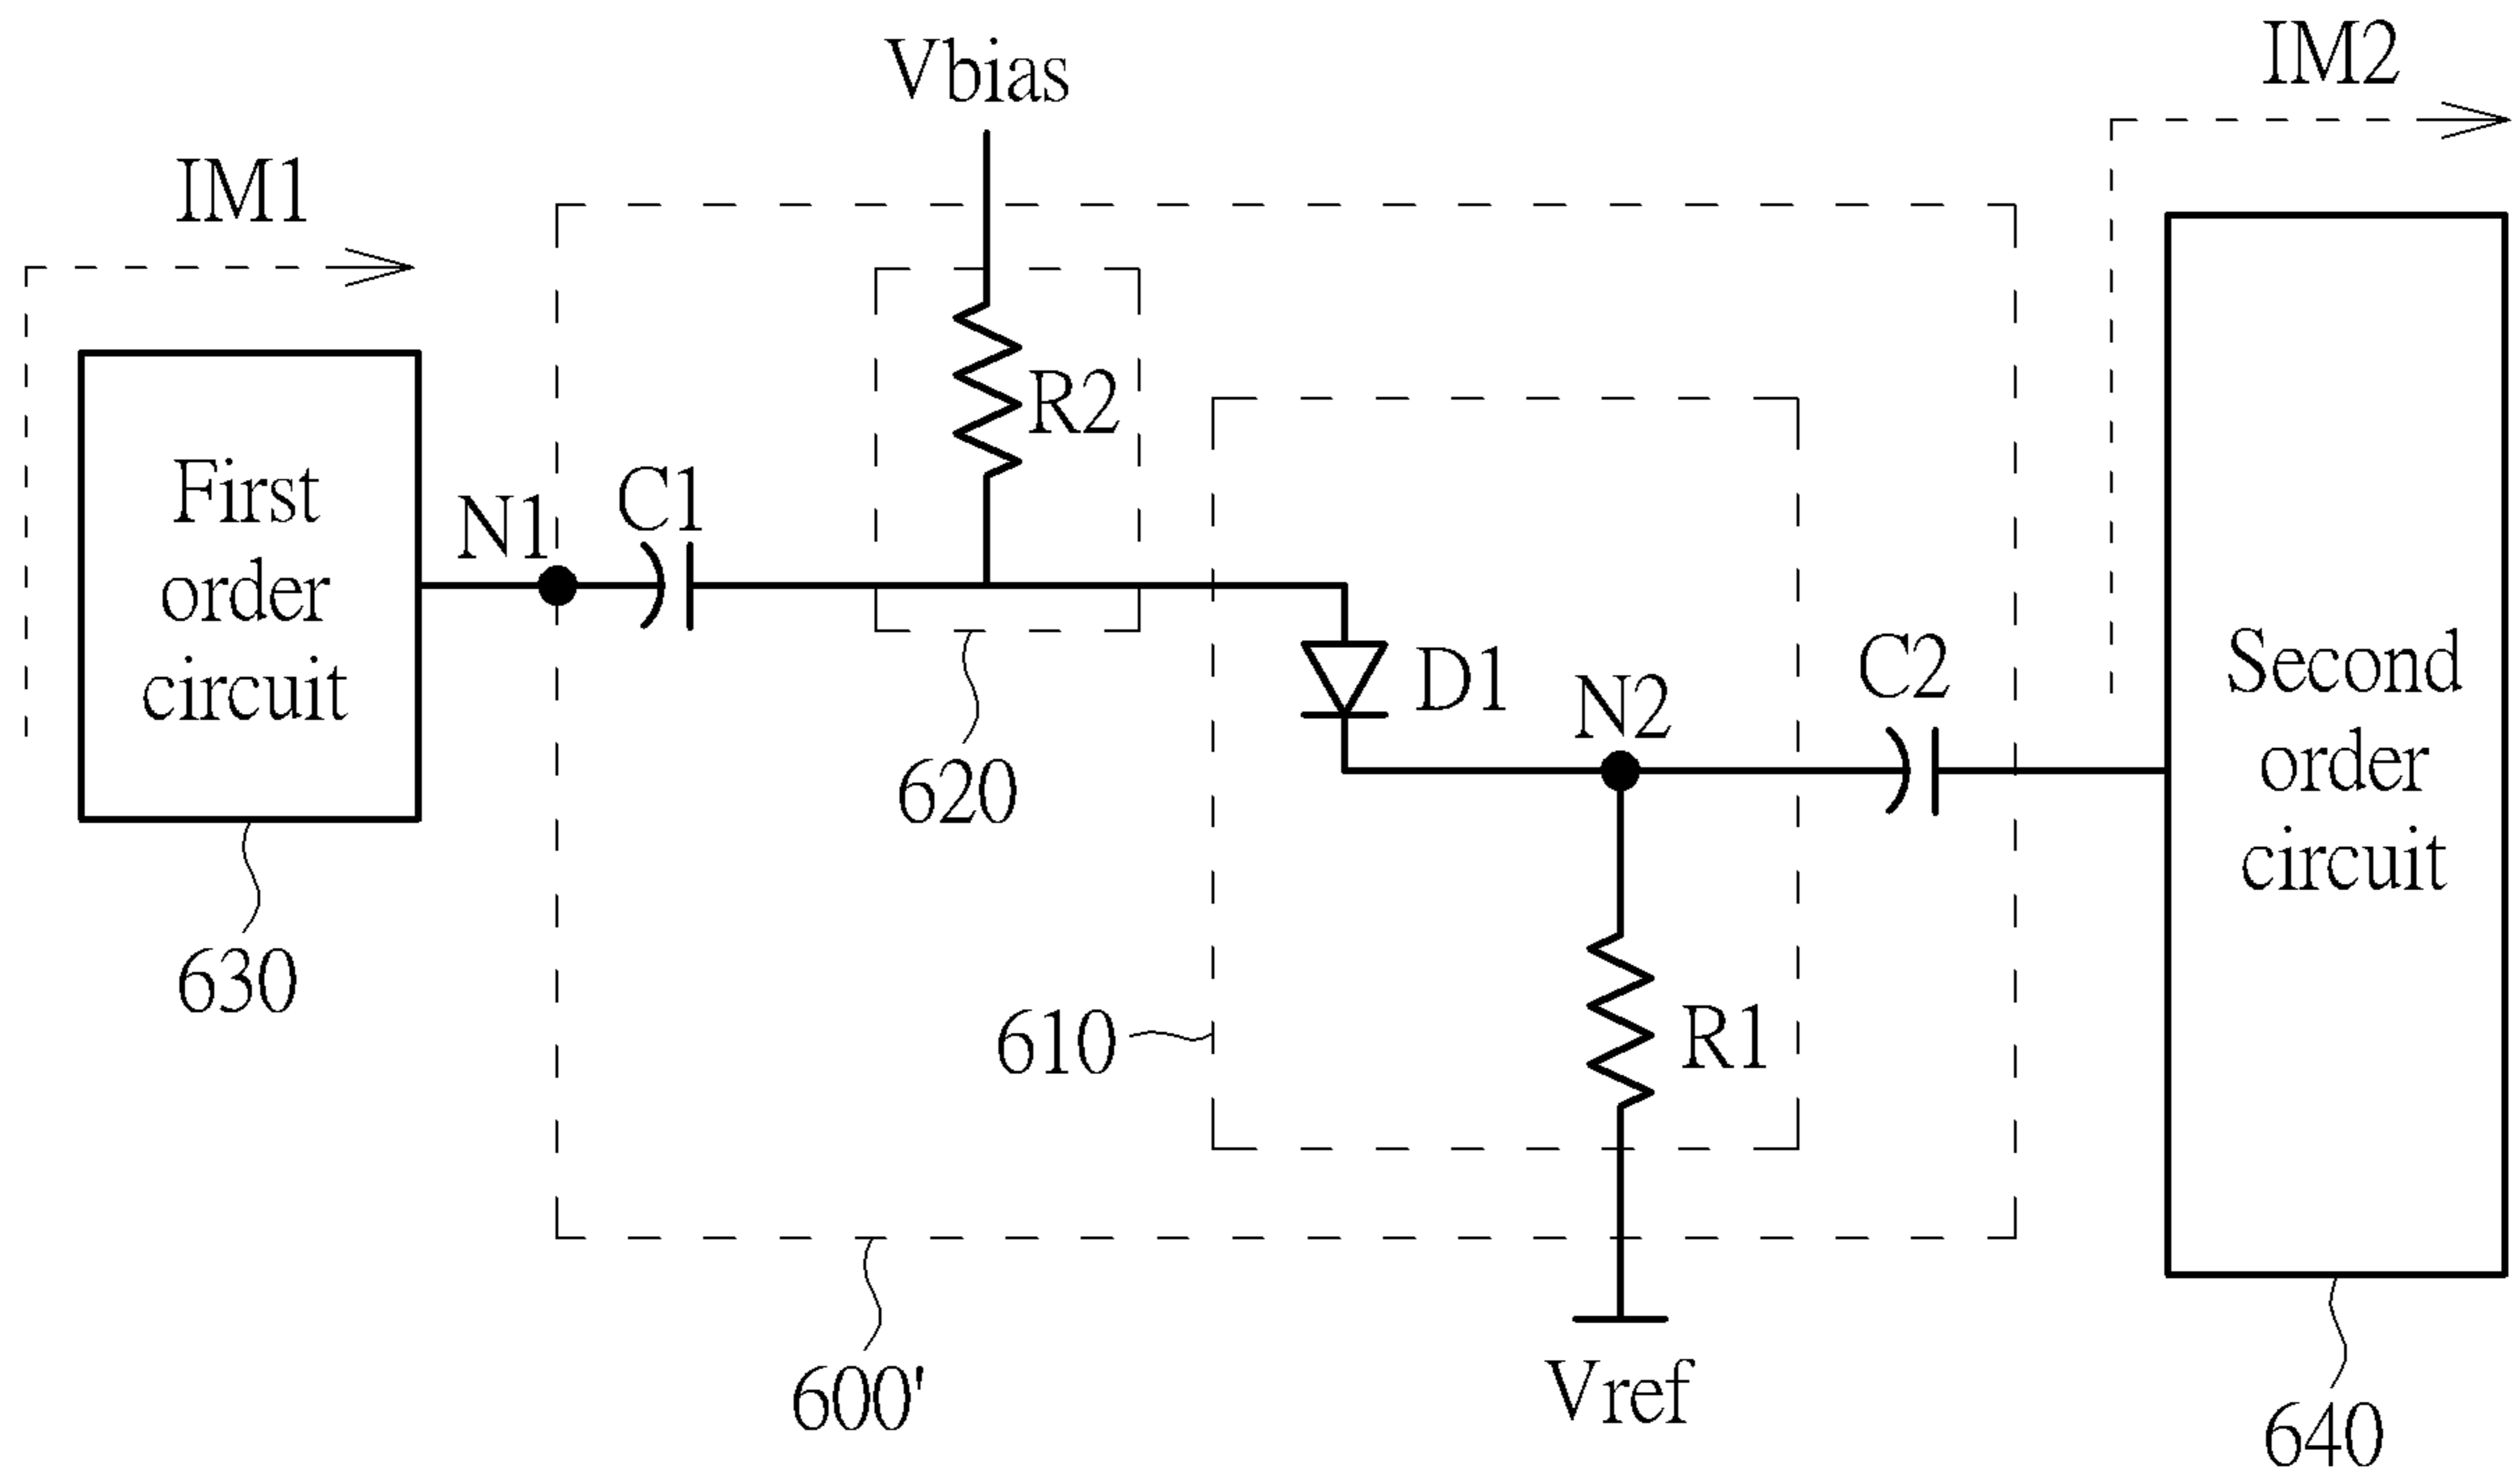 Vbias
IM2
IM1
R2
First
order
circuit
N1
C1
D1
N2
C2
Second
order
circuit
620
630
610
R1
600'
Vref
640